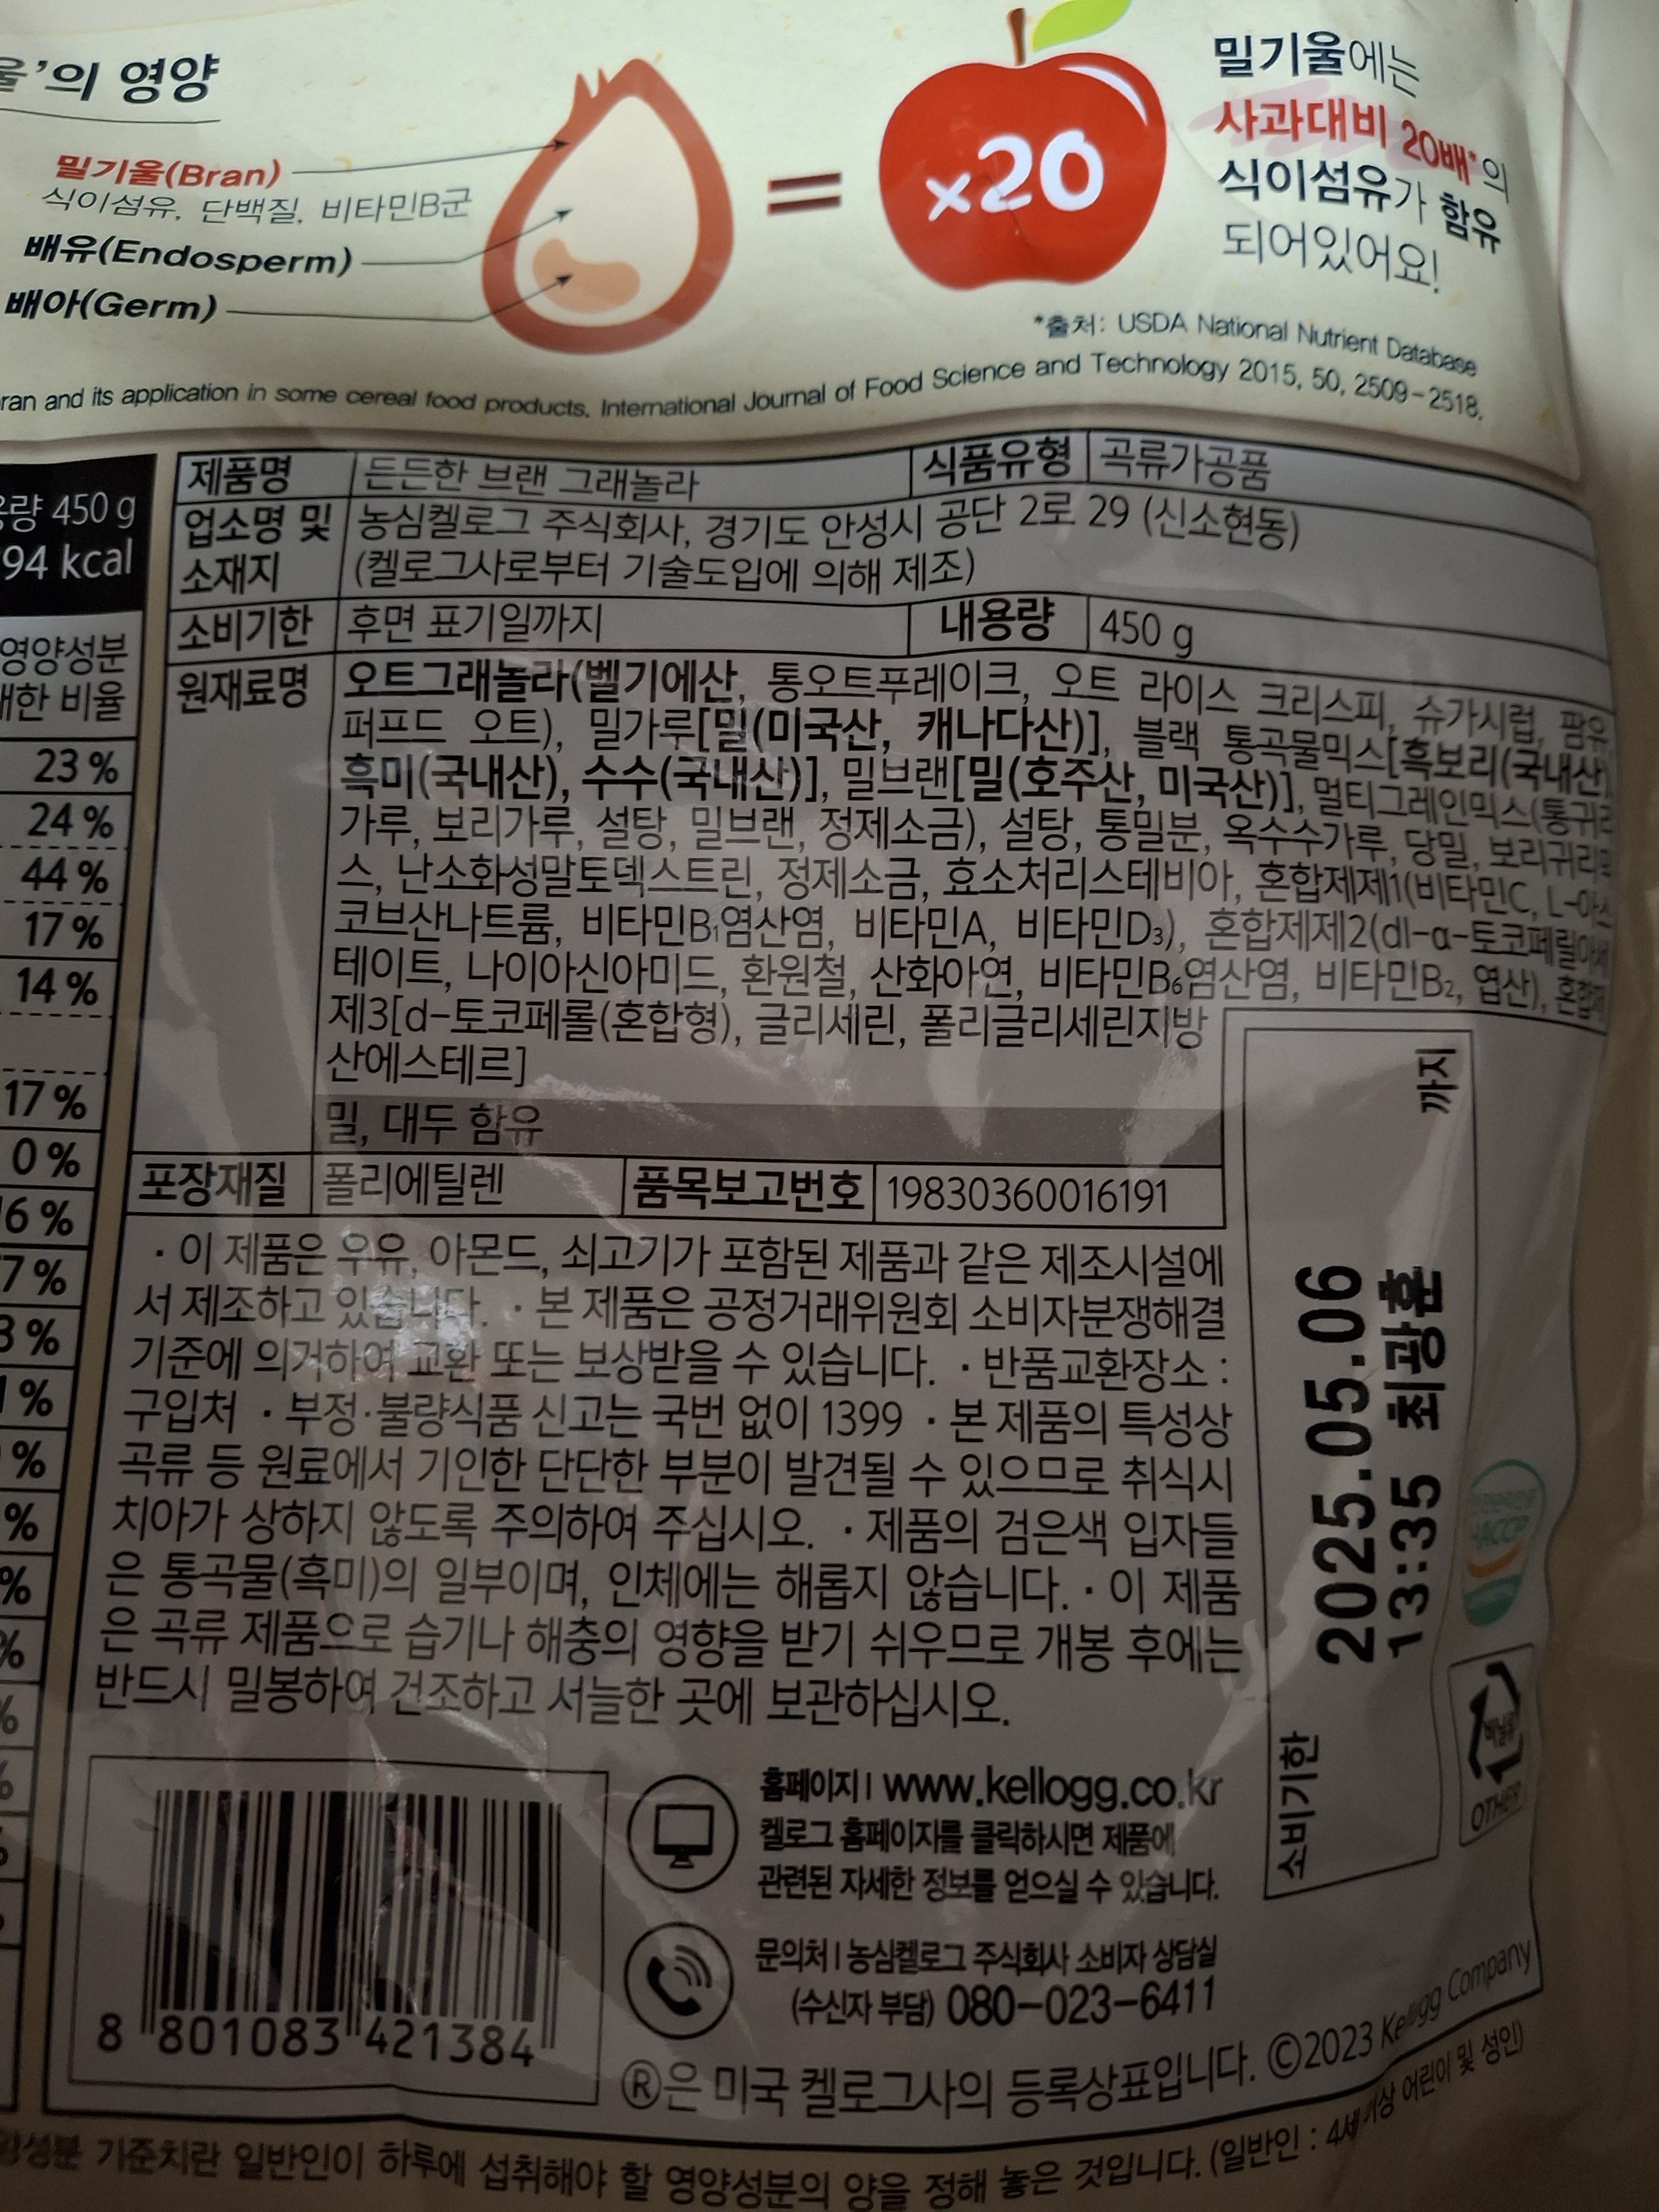 의 영양
밀기울(Bran)
식이섬유, 단백질, 비타민B군
배유(Endosperm)
배아(Germ)
=
x20
밀기울에는
사과대비 20배*의
식이섬유가 함유
되어있어요!
*출처: USDA National Nutrient Database
and its application in some cereal food products. International Journal of Food Science and Technology 2015, 50, 2509-2518.
450 g
kcal
영양성분
비율
23 %
24 %
44 %
17 %
14 %
17 %
0 %
제품명 든든한 브랜 그래놀라 식품유형 곡류가공품
업소명 및 소재지 농심켈로그 주식회사, 경기도 안성시 공단 2로 29 (신소현동)
(켈로그사로부터 기술도입에 의해 제조)
소비기한 후면 표기일까지 내용량 450 g
원재료명 오트그래놀라(벨기에산, 통오트푸레이크, 오트 라이스 크리스피, 슈가시럽, 팜유,
퍼프드 오트), 밀가루[밀(미국산, 캐나다산)], 블랙 통곡물믹스[흑보리(국내산),
흑미(국내산), 수수(국내산)], 밀브랜[밀(호주산, 미국산)], 멀티그레인믹스(통귀리
가루, 보리가루, 설탕, 밀브랜, 정제소금), 설탕, 통밀분, 옥수수가루, 당밀,
스, 난소화성말토덱스트린, 정제소금, 효소처리스테비아, 혼합제제1(비타민C, L-아스
코브산나트륨, 비타민B₁염산염, 비타민A, 비타민D₃), 혼합제제2(dl-α-토코페릴아세
테이트, 나이아신아미드, 환원철, 산화아연, 비타민B₆염산염, 비타민B₂, 엽산), 혼합제
제3[d-토코페롤(혼합형), 글리세린, 폴리글리세린지방
산에스테르]
밀, 대두 함유
포장재질 폴리에틸렌 품목보고번호 19830360016191
· 이 제품은 우유, 아몬드, 쇠고기가 포함된 제품과 같은 제조시설에
서 제조하고 있습니다. · 본 제품은 공정거래위원회 소비자분쟁해결
기준에 의거하여 교환 또는 보상받을 수 있습니다. · 반품교환장소 :
구입처 · 부정·불량식품 신고는 국번 없이 1399 · 본 제품의 특성상
곡류 등 원료에서 기인한 단단한 부분이 발견될 수 있으므로 취식시
치아가 상하지 않도록 주의하여 주십시오. · 제품의 검은색 입자들
은 통곡물(흑미)의 일부이며, 인체에는 해롭지 않습니다. · 이 제품
은 곡류 제품으로 습기나 해충의 영향을 받기 쉬우므로 개봉 후에는
반드시 밀봉하여 건조하고 서늘한 곳에 보관하십시오.
소비기한
2025.05.06 까지
13:35 최광훈
HACCP
비닐류
OTHER
홈페이지 | www.kellogg.co.kr
켈로그 홈페이지를 클릭하시면 제품에
관련된 자세한 정보를 얻으실 수 있습니다.
문의처 | 농심켈로그 주식회사 소비자 상담실
(수신자 부담) 080-023-6411
8 801083 421384
®은 미국 켈로그사의 등록상표입니다. ©2023 Kellogg Company
기준치란 일반인이 하루에 섭취해야 할 영양성분의 양을 정해 놓은 것입니다. (일반인 : 4세 이상 어린이 및 성인)